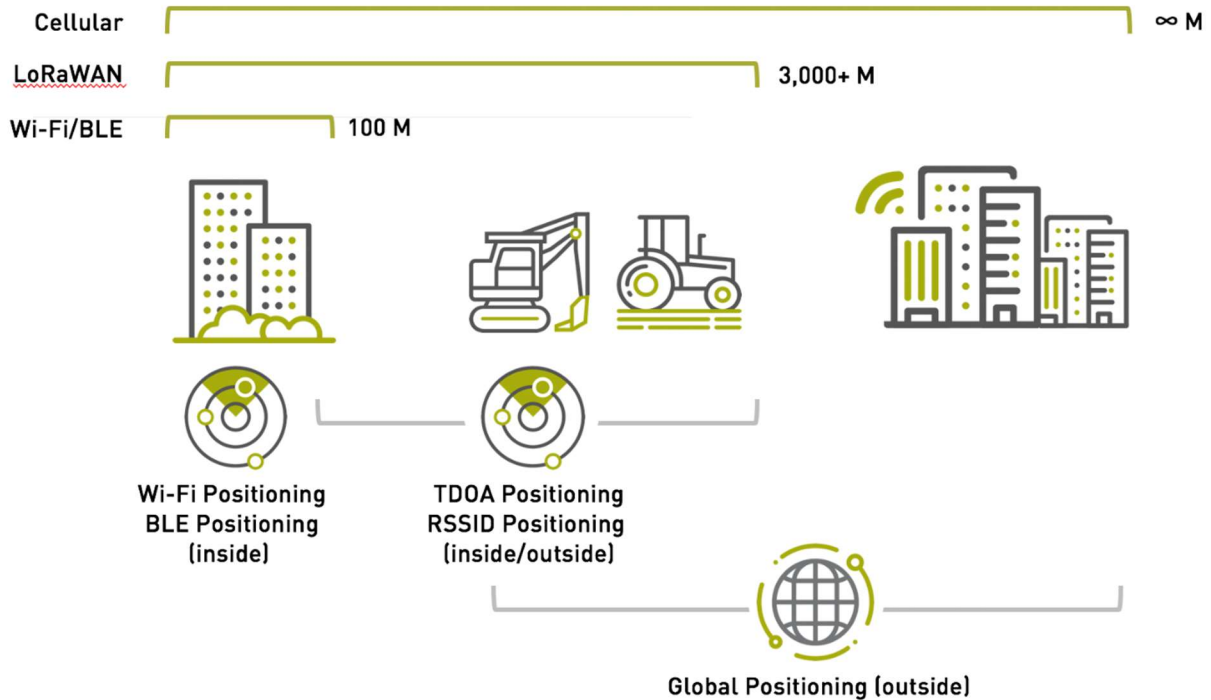 Cellular
∞ M
LoRaWAN
3,000+ M
Wi-Fi/BLE
100 M
Wi-Fi Positioning
BLE Positioning
(inside)
TDOA Positioning
RSSID Positioning
(inside/outside)
Global Positioning (outside)